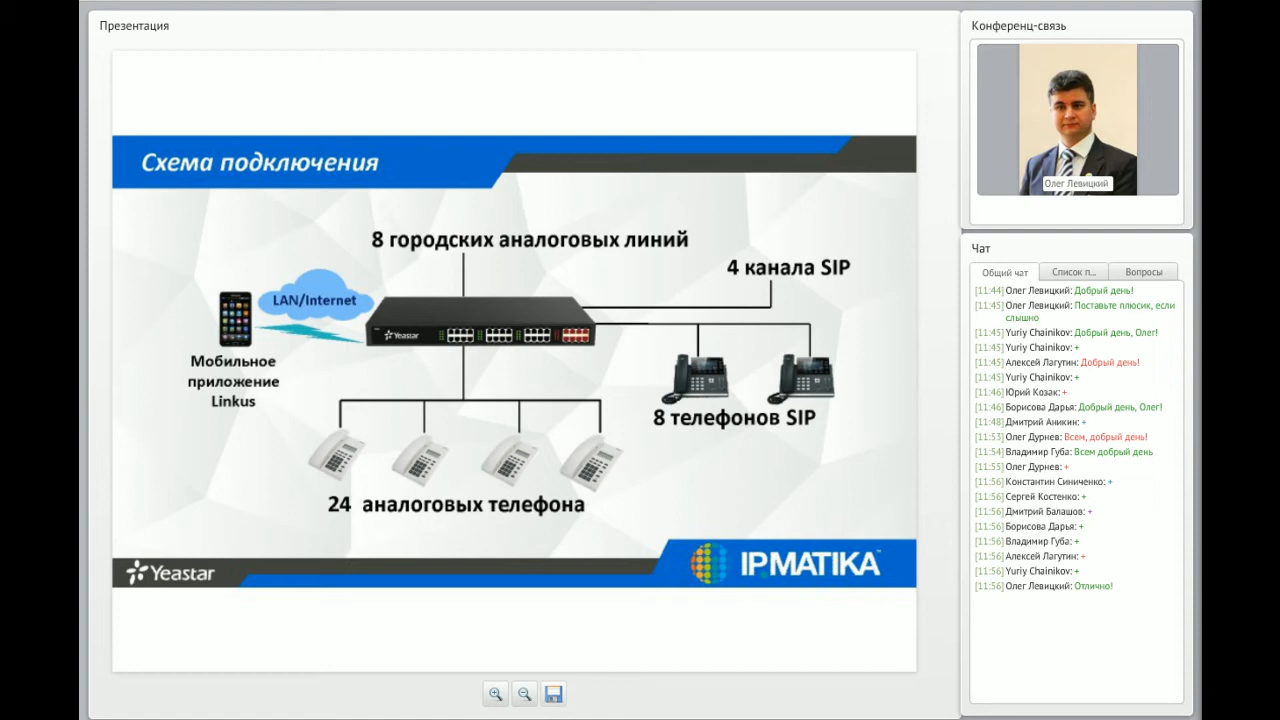 Презентация
Схема подключения
8 городских аналоговых линий
4 канала SIP
LAN/Internet
Yeastar
Мобильное
приложение
Linkus
8 телефонов SIP
24 аналоговых телефона
Yeastar
IPMATIKA
Конференц-связь
Олег Левицкий
Чат
Общий чат
Список п...
Вопросы
[11:44] Олег Левицкий: Добрый день!
[11:45] Олег Левицкий: Поставьте плюсик, если
слышно
[11:45] Yuriy Chainikov: Добрый день, Олег!
[11:45] Yuriy Chainikov: +
[11:45] Алексей Лагутин: Добрый день!
[11:45] Yuriy Chainikov: +
[11:46] Юрий Козак: +
[11:46] Борисова Дарья: Добрый день, Олег!
[11:48] Дмитрий Аникин: +
[11:53] Олег Дурнев: Всем, добрый день!
[11:54] Владимир Губа: Всем добрый день
[11:55] Олег Дурнев: +
[11:56] Константин Синиченко: +
[11:56] Сергей Костенко: +
[11:56] Дмитрий Балашов: +
[11:56] Борисова Дарья: +
[11:56] Владимир Губа: +
[11:56] Алексей Лагутин: +
[11:56] Yuriy Chainikov: +
[11:56] Олег Левицкий: Отлично!